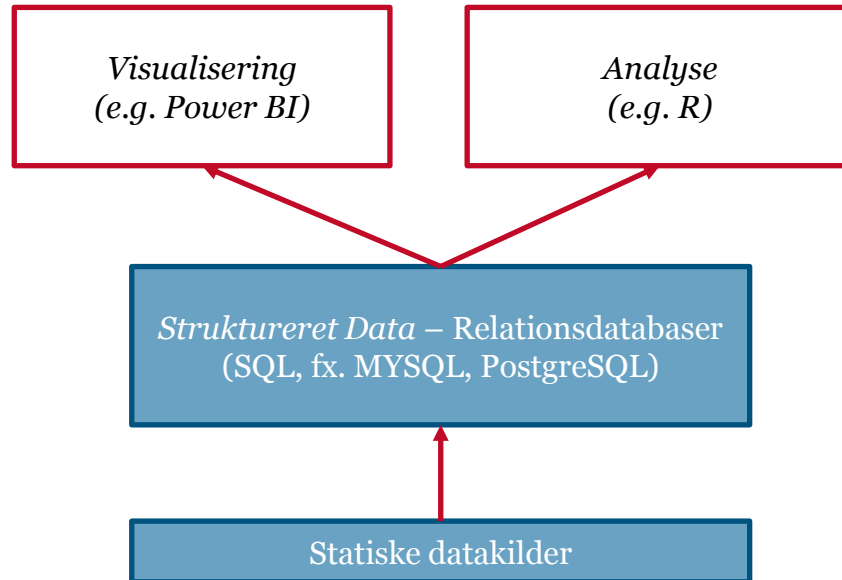 Visualisering
(e.g. Power BI)
Analyse
(e.g. R)
Struktureret Data – Relationsdatabaser
(SQL, fx. MYSQL, PostgreSQL)
Statiske datakilder